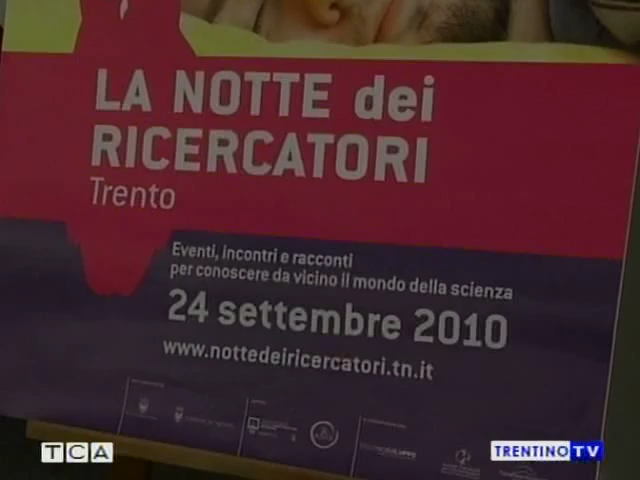 LA NOTTE dei
RICERCATORI
Trento
Eventi, incontri e racconti
per conoscere da vicino il mondo della scienza
24 settembre 2010
www.nottedeiricercatori.tn.it
TCA
TRENTINO TV